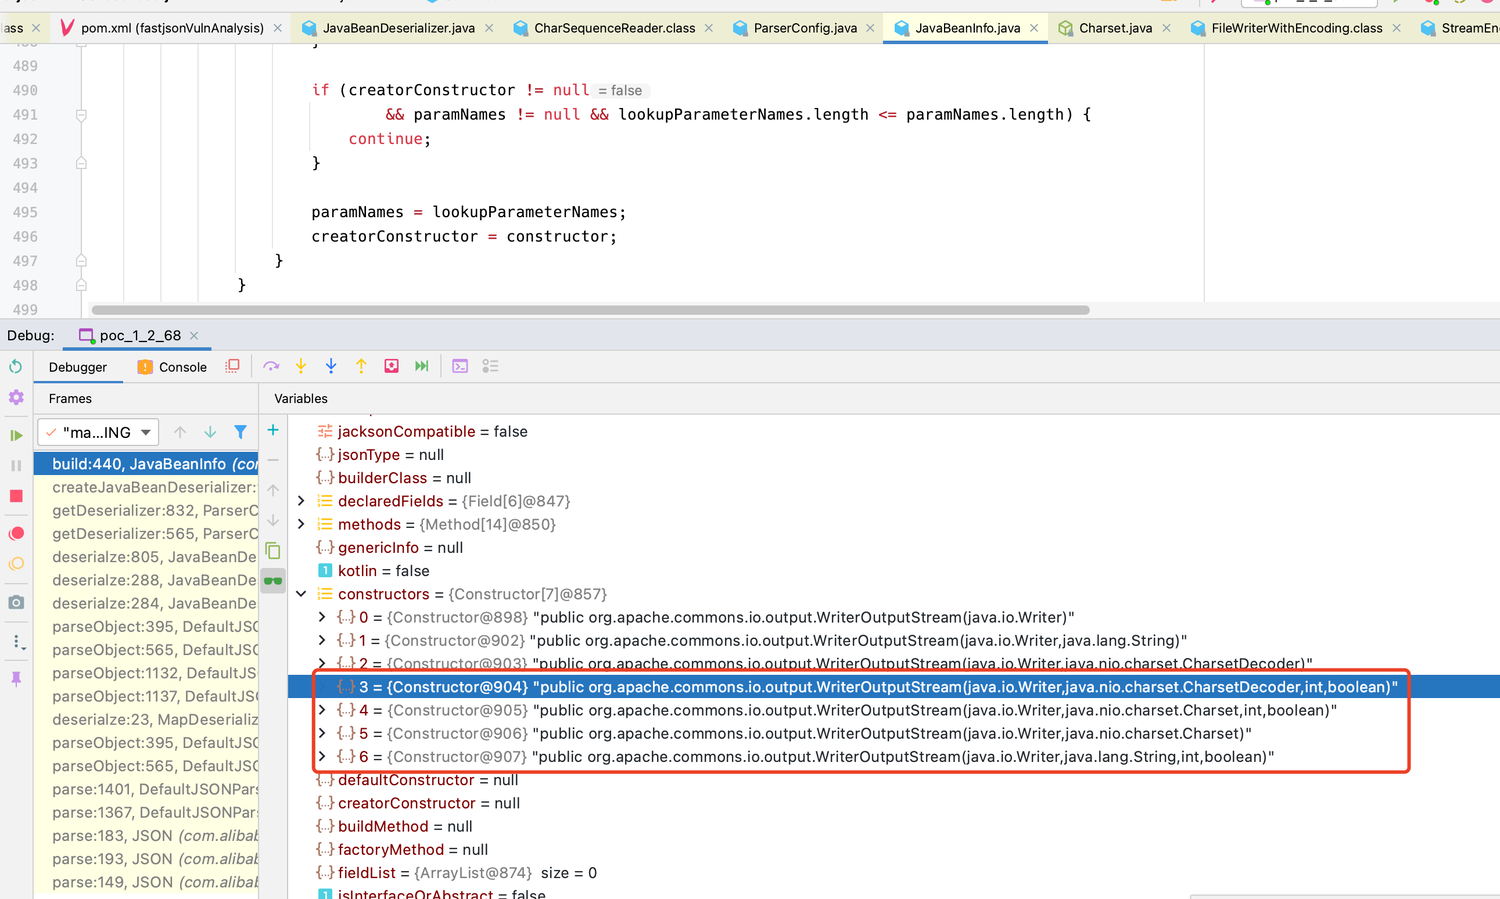 ass × pom.xml (fastjsonVulnAnalysis) × JavaBeanDeserializer.java × CharSequenceReader.class × ParserConfig.java × JavaBeanInfo.java × Charset.java × FileWriterWithEncoding.class × StreamEn
489
490 if (creatorConstructor != null = false
491 && paramNames != null && lookupParameterNames.length <= paramNames.length) {
492 continue;
493 }
494
495 paramNames = lookupParameterNames;
496 creatorConstructor = constructor;
497 }
498 }
499
Debug: poc_1_2_68 ×
Debugger Console
Frames Variables
"ma...ING
build:440, JavaBeanInfo (cor
createJavaBeanDeserializer:
getDeserializer:832, ParserC
getDeserializer:565, ParserC
deserialze:805, JavaBeanDe
deserialze:288, JavaBeanDe
deserialze:284, JavaBeanDe
parseObject:395, DefaultJSO
parseObject:565, DefaultJSO
parseObject:1132, DefaultJS
parseObject:1137, DefaultJS
deserialze:23, MapDeserializ
parseObject:395, DefaultJSO
parseObject:565, DefaultJSO
parse:1401, DefaultJSONPars
parse:1367, DefaultJSONPar
parse:183, JSON (com.alibab
parse:193, JSON (com.alibab
parse:149, JSON (com.alibab
jacksonCompatible = false
{..} jsonType = null
{..} builderClass = null
declaredFields = {Field[6]@847}
methods = {Method[14]@850}
{..} genericInfo = null
1 kotlin = false
constructors = {Constructor[7]@857}
{..} 0 = {Constructor@898} "public org.apache.commons.io.output.WriterOutputStream(java.io.Writer)"
{..} 1 = {Constructor@902} "public org.apache.commons.io.output.WriterOutputStream(java.io.Writer,java.lang.String)"
{..} 2 = {Constructor@903} "public org.apache.commons.io.output.WriterOutputStream(java.io.Writer,java.nio.charset.CharsetDecoder)"
{..} 3 = {Constructor@904} "public org.apache.commons.io.output.WriterOutputStream(java.io.Writer,java.nio.charset.CharsetDecoder,int,boolean)"
{..} 4 = {Constructor@905} "public org.apache.commons.io.output.WriterOutputStream(java.io.Writer,java.nio.charset.Charset,int,boolean)"
{..} 5 = {Constructor@906} "public org.apache.commons.io.output.WriterOutputStream(java.io.Writer,java.nio.charset.Charset)"
{..} 6 = {Constructor@907} "public org.apache.commons.io.output.WriterOutputStream(java.io.Writer,java.lang.String,int,boolean)"
{..} defaultConstructor = null
{..} creatorConstructor = null
{..} buildMethod = null
{..} factoryMethod = null
{..} fieldList = {ArrayList@874} size = 0
1 isInterfaceOrAbstract = false